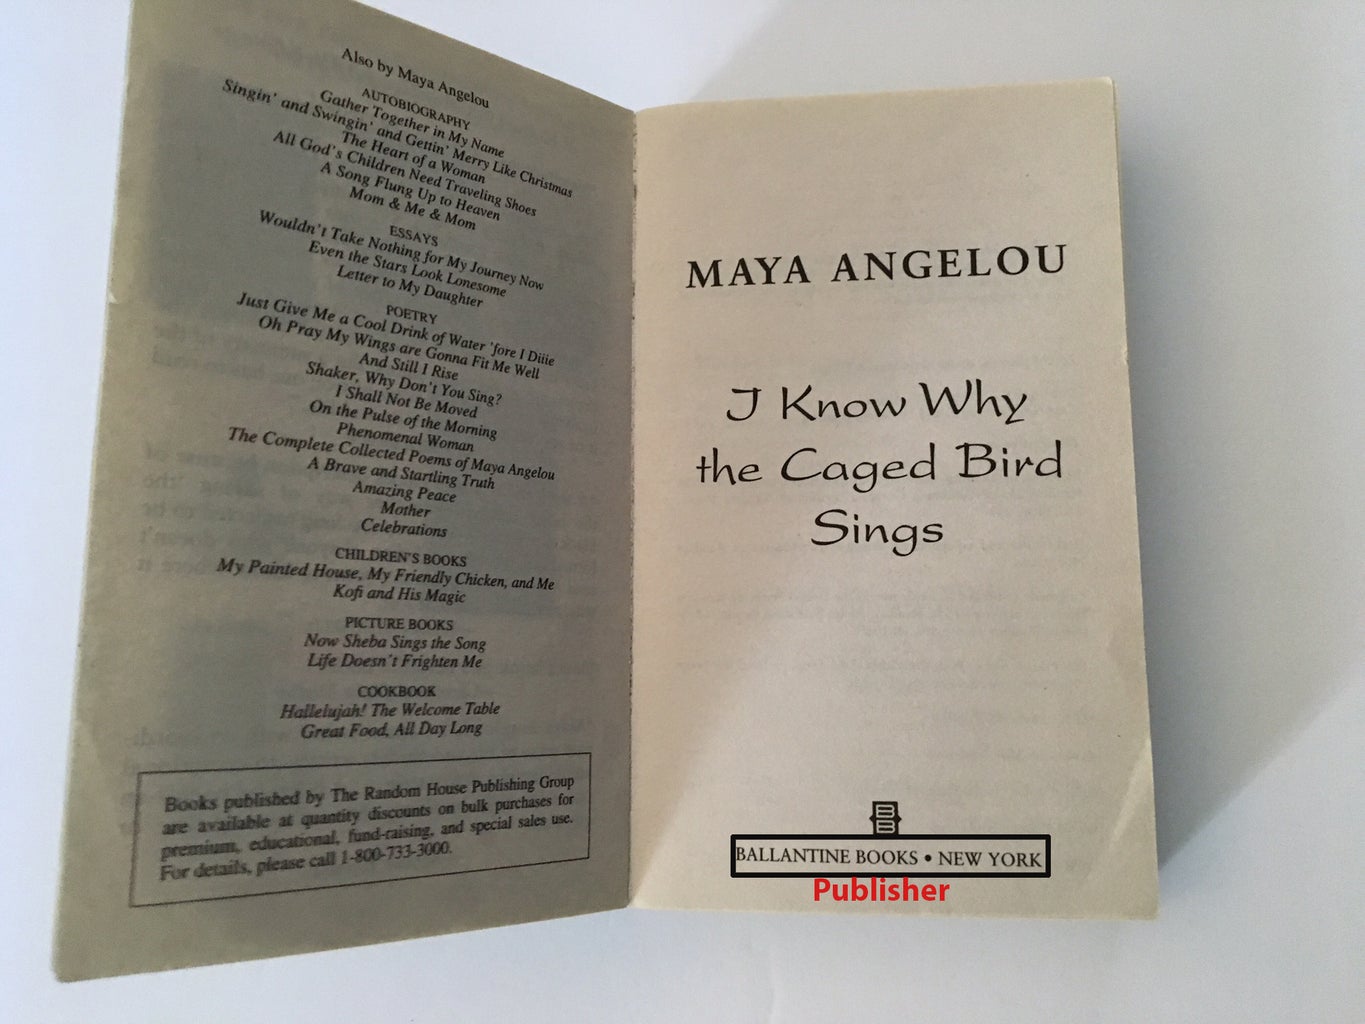 Also by Maya Angelou
AUTOBIOGRAPHY
Gather Together in My Name
Singin' and Swingin' and Gettin' Merry Like Christmas
The Heart of a Woman
All God's Children Need Traveling Shoes
A Song Flung Up to Heaven
Mom & Me & Mom
ESSAYS
Wouldn't Take Nothing for My Journey Now
Even the Stars Look Lonesome
Letter to My Daughter
POETRY
Just Give Me a Cool Drink of Water 'fore I Diiie
Oh Pray My Wings are Gonna Fit Me Well
And Still I Rise
Shaker, Why Don't You Sing?
I Shall Not Be Moved
On the Pulse of the Morning
Phenomenal Woman
The Complete Collected Poems of Maya Angelou
A Brave and Startling Truth
Amazing Peace
Mother
Celebrations
CHILDREN'S BOOKS
My Painted House, My Friendly Chicken, and Me
Kofi and His Magic
PICTURE BOOKS
Now Sheba Sings the Song
Life Doesn't Frighten Me
COOKBOOK
Hallelujah! The Welcome Table
Great Food, All Day Long
Books published by The Random House Publishing Group
are available at quantity discounts on bulk purchases for
premium, educational, fund-raising, and special sales use.
For details, please call 1-800-733-3000.
MAYA ANGELOU
I Know Why
the Caged Bird
Sings
BB
BALLANTINE BOOKS • NEW YORK
Publisher